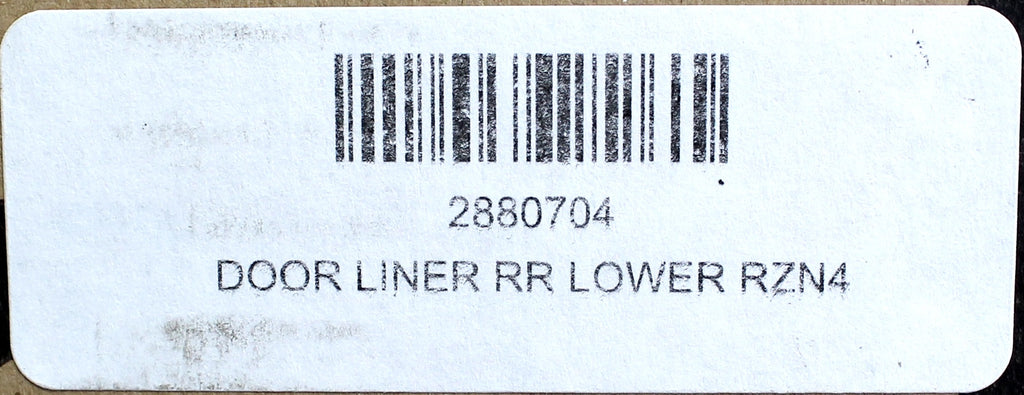 2880704
DOOR LINER RR LOWER RZN4